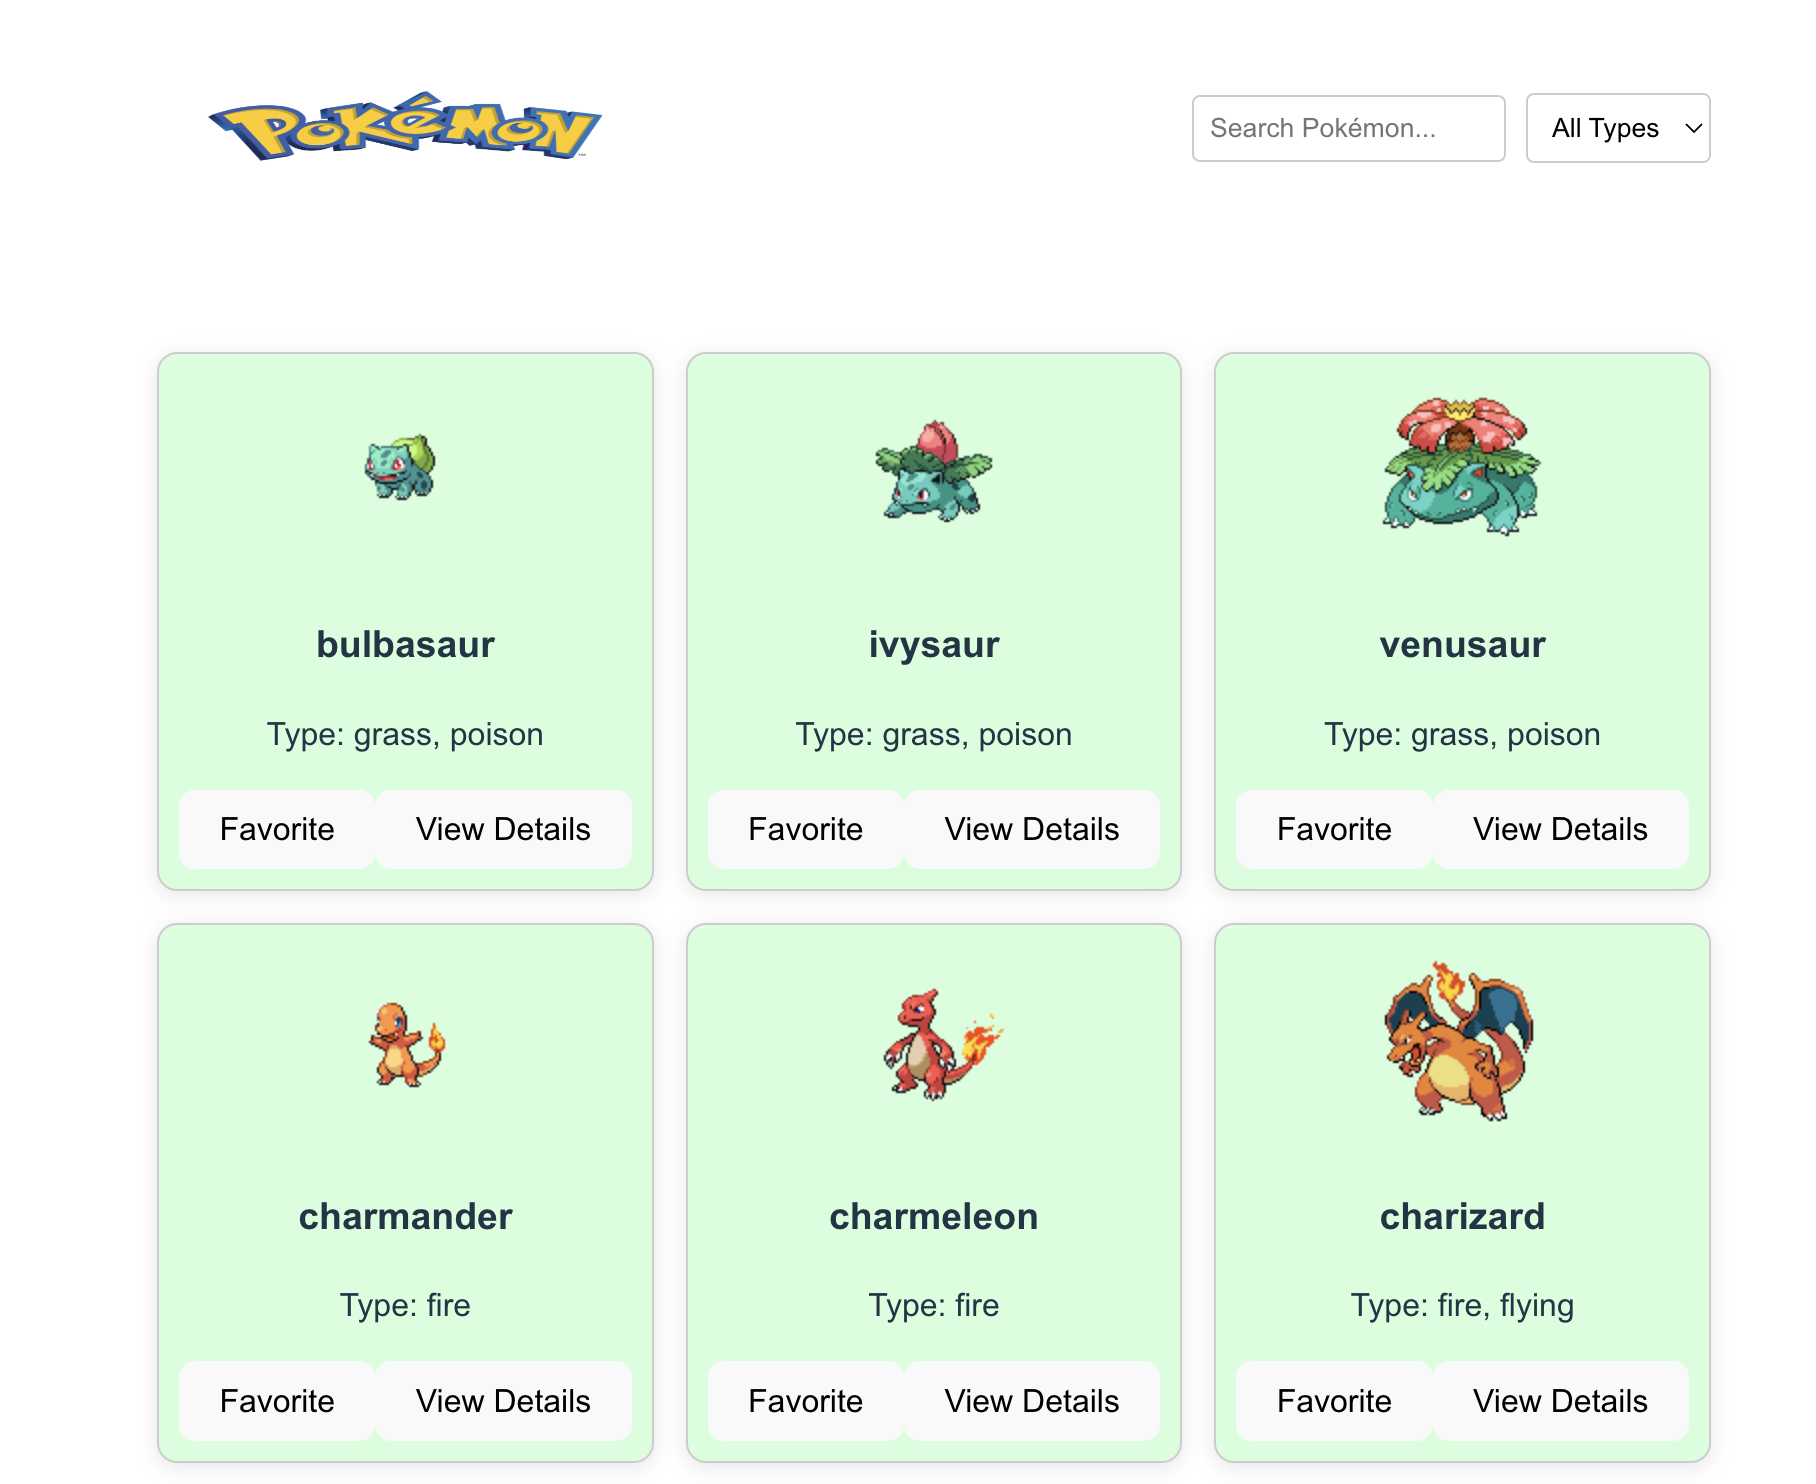 Pokémon
Search Pokémon...
All Types
bulbasaur
ivysaur
venusaur
Type: grass, poison
Type: grass, poison
Type: grass, poison
Favorite
View Details
Favorite
View Details
Favorite
View Details
charmander
charmeleon
charizard
Type: fire
Type: fire
Type: fire, flying
Favorite
View Details
Favorite
View Details
Favorite
View Details